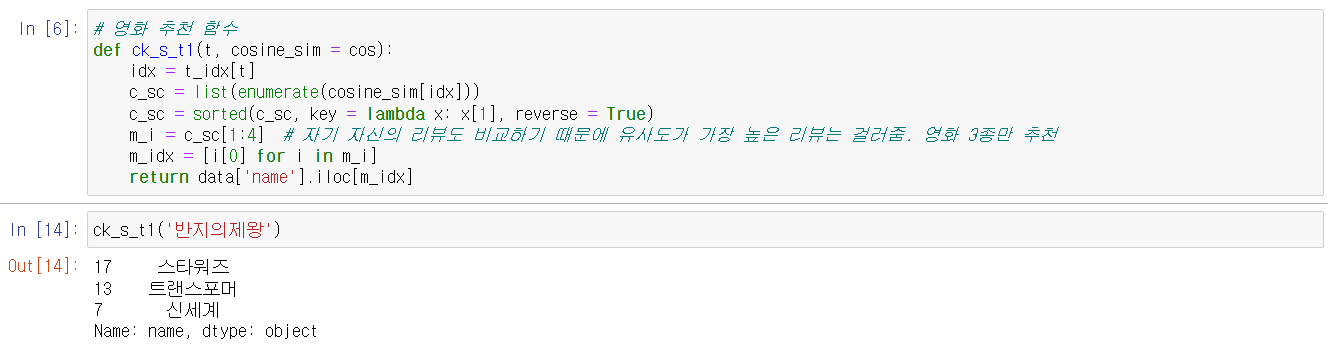 In [6]: # 영화 추천 함수
def ck_s_t1(t, cosine_sim = cos):
    idx = t_idx[t]
    c_sc = list(enumerate(cosine_sim[idx]))
    c_sc = sorted(c_sc, key = lambda x: x[1], reverse = True)
    m_i = c_sc[1:4]  # 자기 자신의 리뷰도 비교하기 때문에 유사도가 가장 높은 리뷰는 걸러줌. 영화 3종만 추천
    m_idx = [i[0] for i in m_i]
    return data['name'].iloc[m_idx]
In [14]: ck_s_t1('반지의제왕')
Out[14]: 17     스타워즈
13    트랜스포머
7       신세계
Name: name, dtype: object